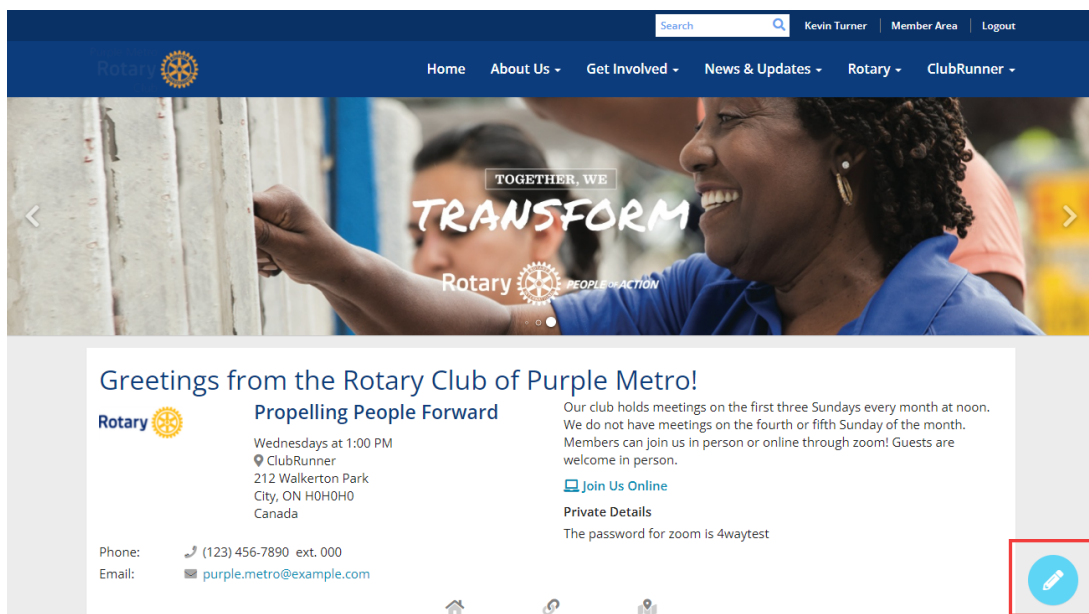 Search
Kevin Turner
Member Area
Logout
Rotary
Home
About Us
Get Involved
News & Updates
Rotary
ClubRunner
TOGETHER, WE
TRANSFORM
Rotary
PEOPLE OF ACTION
Greetings from the Rotary Club of Purple Metro!
Rotary
Propelling People Forward
Wednesdays at 1:00 PM
ClubRunner
212 Walkerton Park
City, ON H0H0H0
Canada
Our club holds meetings on the first three Sundays every month at noon.
We do not have meetings on the fourth or fifth Sunday of the month.
Members can join us in person or online through zoom! Guests are
welcome in person.
Join Us Online
Private Details
The password for zoom is 4waytest
Phone: (123) 456-7890 ext. 000
Email: purple.metro@example.com